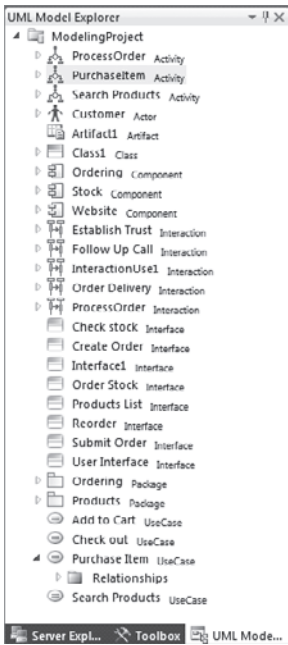 UML Model Explorer
ModelingProject
ProcessOrder Activity
PurchaseItem Activity
Search Products Activity
Customer Actor
Artifact1 Artifact
Class1 Class
Ordering Component
Stock Component
Website Component
Establish Trust Interaction
Follow Up Call Interaction
InteractionUse1 Interaction
Order Delivery Interaction
ProcessOrder Interaction
Check stock Interface
Create Order Interface
Interface1 Interface
Order Stock Interface
Products List Interface
Reorder Interface
Submit Order Interface
User Interface Interface
Ordering Package
Products Package
Add to Cart UseCase
Check out UseCase
Purchase Item UseCase
Relationships
Search Products UseCase
Server Expl... Toolbox UML Mode...